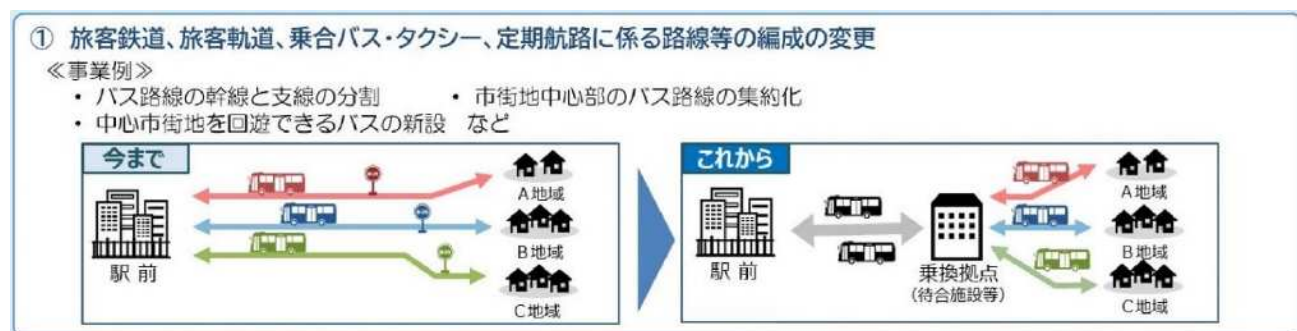 ① 旅客鉄道、旅客軌道、乗合バス・タクシー、定期航路に係る路線等の編成の変更
≪事業例≫
・ バス路線の幹線と支線の分割 ・ 市街地中心部のバス路線の集約化
・ 中心市街地を回遊できるバスの新設 など
今まで
駅前
A地域
B地域
C地域
これから
駅前
乗換拠点
(待合施設等)
A地域
B地域
C地域